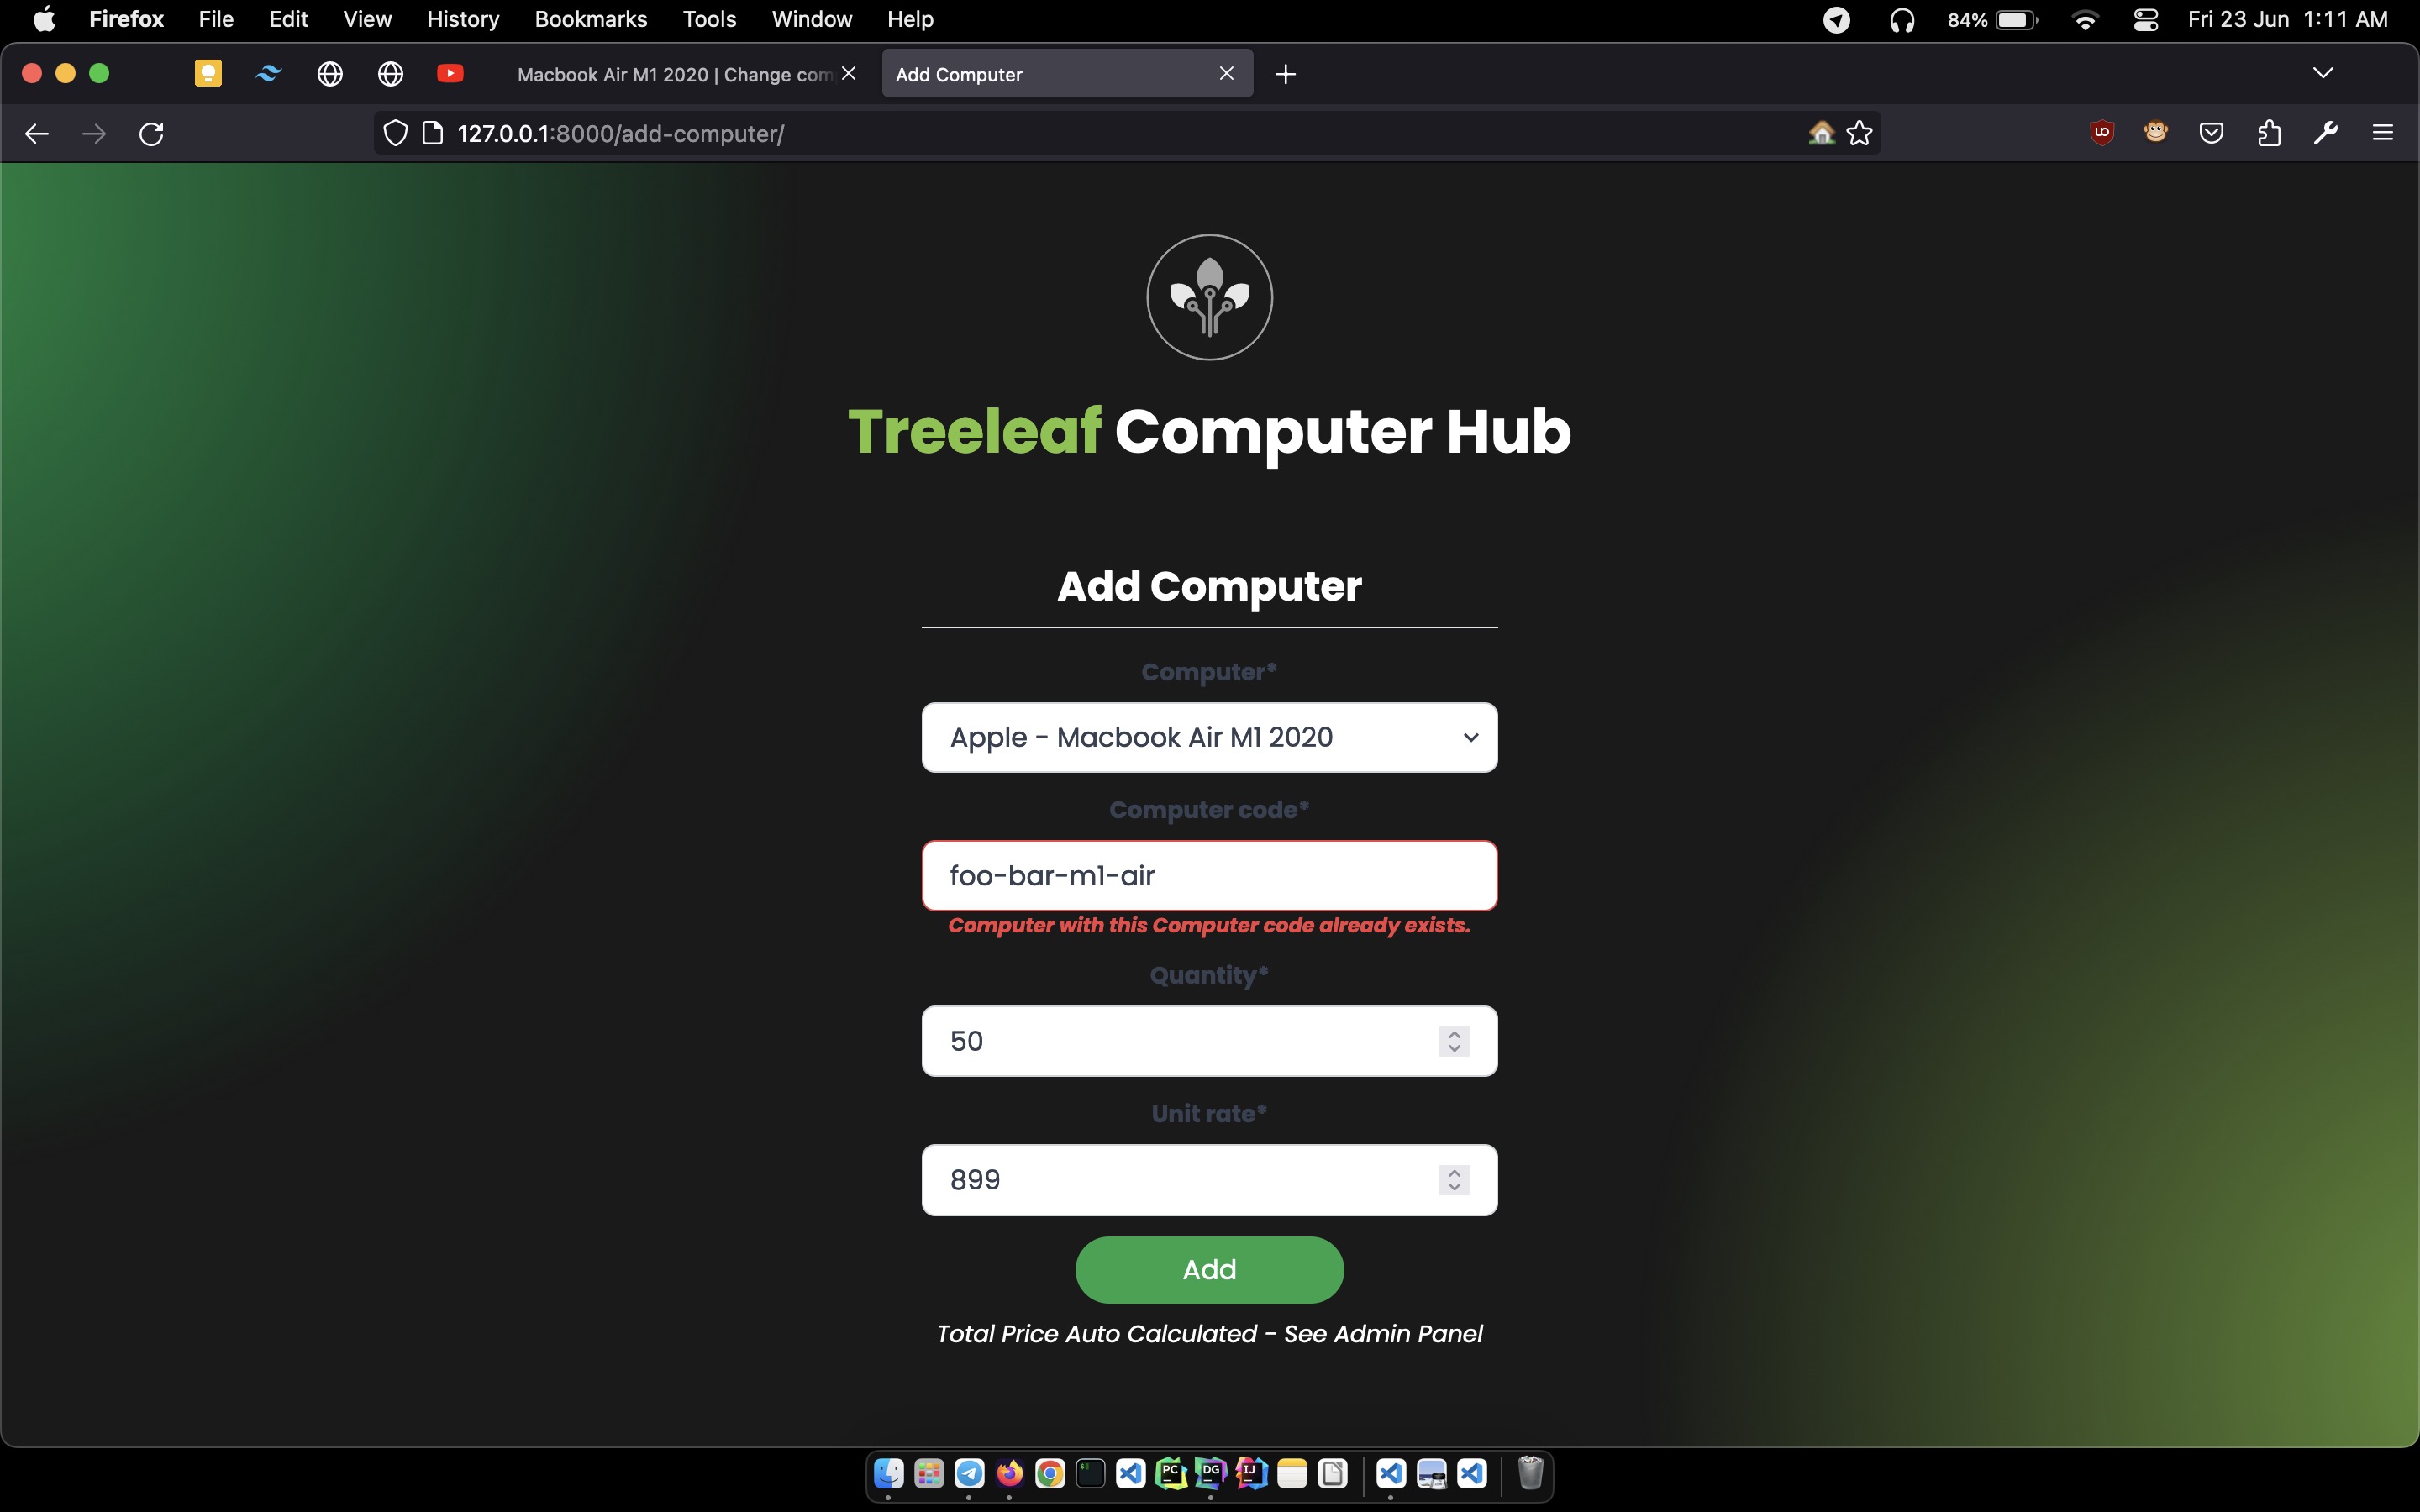 Firefox File Edit View History Bookmarks Tools Window Help 84% Fri 23 Jun 1:11 AM
Macbook Air M1 2020 | Change com Add Computer
127.0.0.1:8000/add-computer/
Treeleaf Computer Hub
Add Computer
Computer*
Apple - Macbook Air M1 2020
Computer code*
foo-bar-m1-air
Computer with this Computer code already exists.
Quantity*
50
Unit rate*
899
Add
Total Price Auto Calculated - See Admin Panel
PC DG IJ